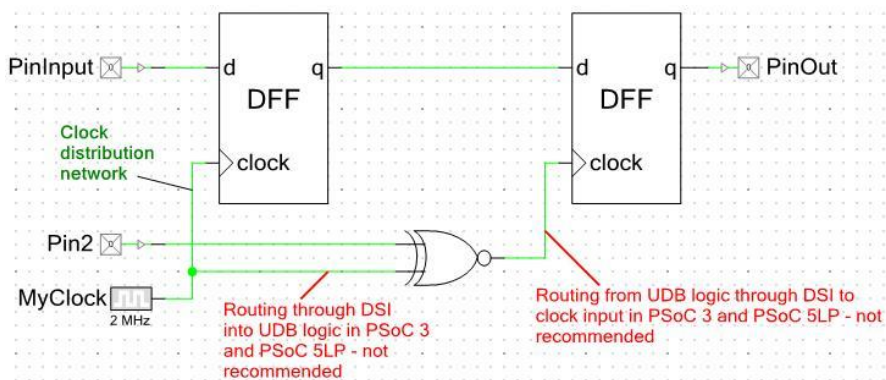 PinInput
d
q
DFF
clock
d
q
DFF
clock
PinOut
Clock
distribution
network
Pin2
MyClock
2 MHz
Routing through DSI
into UDB logic in PSoC 3
and PSoC 5LP - not
recommended
Routing from UDB logic through DSI to
clock input in PSoC 3 and PSoC 5LP - not
recommended